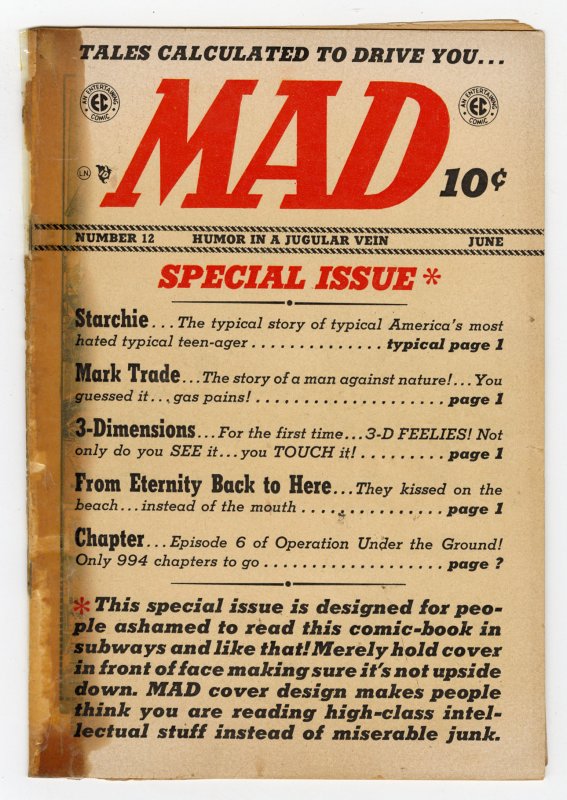 TALES CALCULATED TO DRIVE YOU...
AN ENTERTAINING
EC
COMIC
MAD
AN ENTERTAINING
EC
COMIC
LN
10¢
NUMBER 12 HUMOR IN A JUGULAR VEIN JUNE
SPECIAL ISSUE *
Starchie... The typical story of typical America's most
hated typical teen-ager .............. typical page 1
Mark Trade...The story of a man against nature!...You
guessed it...gas pains! ..................... page 1
3-Dimensions...For the first time...3-D FEELIES! Not
only do you SEE it...you TOUCH it! ......... page 1
From Eternity Back to Here...They kissed on the
beach...instead of the mouth ................ page 1
Chapter...Episode 6 of Operation Under the Ground!
Only 994 chapters to go .................... page ?
* This special issue is designed for peo-
ple ashamed to read this comic-book in
subways and like that! Merely hold cover
in front of face making sure it's not upside
down. MAD cover design makes people
think you are reading high-class intel-
lectual stuff instead of miserable junk.